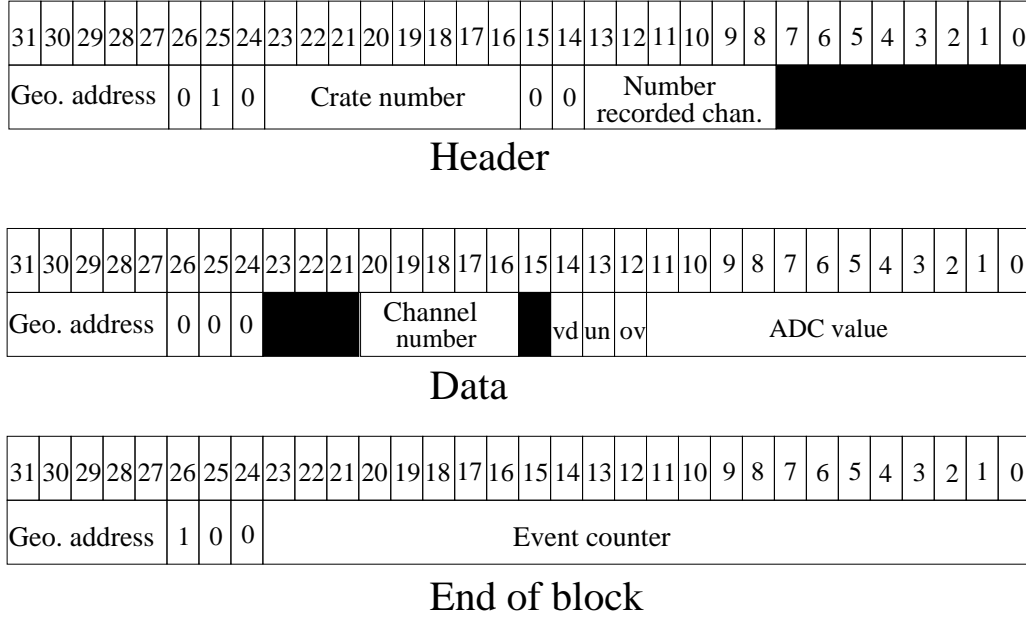 31 30 29 28 27 26 25 24 23 22 21 20 19 18 17 16 15 14 13 12 11 10 9 8 7 6 5 4 3 2 1 0
Geo. address 0 1 0 Crate number 0 0 Number
recorded chan.
Header
31 30 29 28 27 26 25 24 23 22 21 20 19 18 17 16 15 14 13 12 11 10 9 8 7 6 5 4 3 2 1 0
Geo. address 0 0 0 Channel
number vd un ov ADC value
Data
31 30 29 28 27 26 25 24 23 22 21 20 19 18 17 16 15 14 13 12 11 10 9 8 7 6 5 4 3 2 1 0
Geo. address 1 0 0 Event counter
End of block